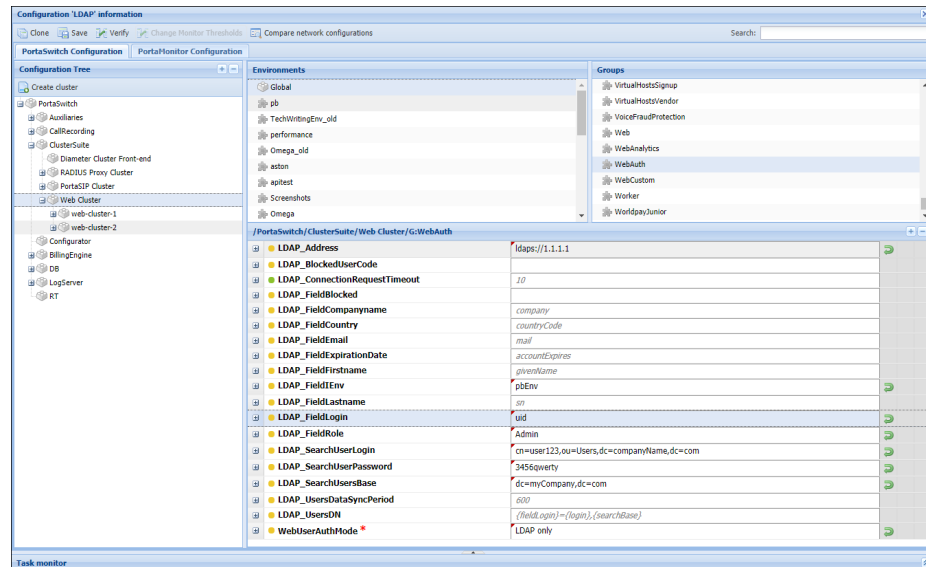 Configuration 'LDAP' information
Clone Save Verify Change Monitor Thresholds Compare network configurations Search:
PortaSwitch Configuration PortaMonitor Configuration
Configuration Tree
Create cluster
PortaSwitch
Auxiliaries
CallRecording
ClusterSuite
Diameter Cluster Front-end
RADIUS Proxy Cluster
PortaSIP Cluster
Web Cluster
web-cluster-1
web-cluster-2
Configurator
BillingEngine
DB
LogServer
RT
Environments
Global
pb
TechWritingEnv_old
performance
Omega_old
aston
apitest
Screenshots
Omega
Groups
VirtualHostsSignup
VirtualHostsVendor
VoiceFraudProtection
Web
WebAnalytics
WebAuth
WebCustom
Worker
WorldpayJunior
/PortaSwitch/ClusterSuite/Web Cluster/G:WebAuth
LDAP_Address ldaps://1.1.1.1
LDAP_BlockedUserCode
LDAP_ConnectionRequestTimeout 10
LDAP_FieldBlocked
LDAP_FieldCompanyname company
LDAP_FieldCountry countryCode
LDAP_FieldEmail mail
LDAP_FieldExpirationDate accountExpires
LDAP_FieldFirstname givenName
LDAP_FieldIEnv pbEnv
LDAP_FieldLastname sn
LDAP_FieldLogin uid
LDAP_FieldRole Admin
LDAP_SearchUserLogin cn=user123,ou=Users,dc=companyName,dc=com
LDAP_SearchUserPassword 3456qwerty
LDAP_SearchUsersBase dc=myCompany,dc=com
LDAP_UsersDataSyncPeriod 600
LDAP_UsersDN {fieldLogin}={login},{searchBase}
WebUserAuthMode * LDAP only
Task monitor